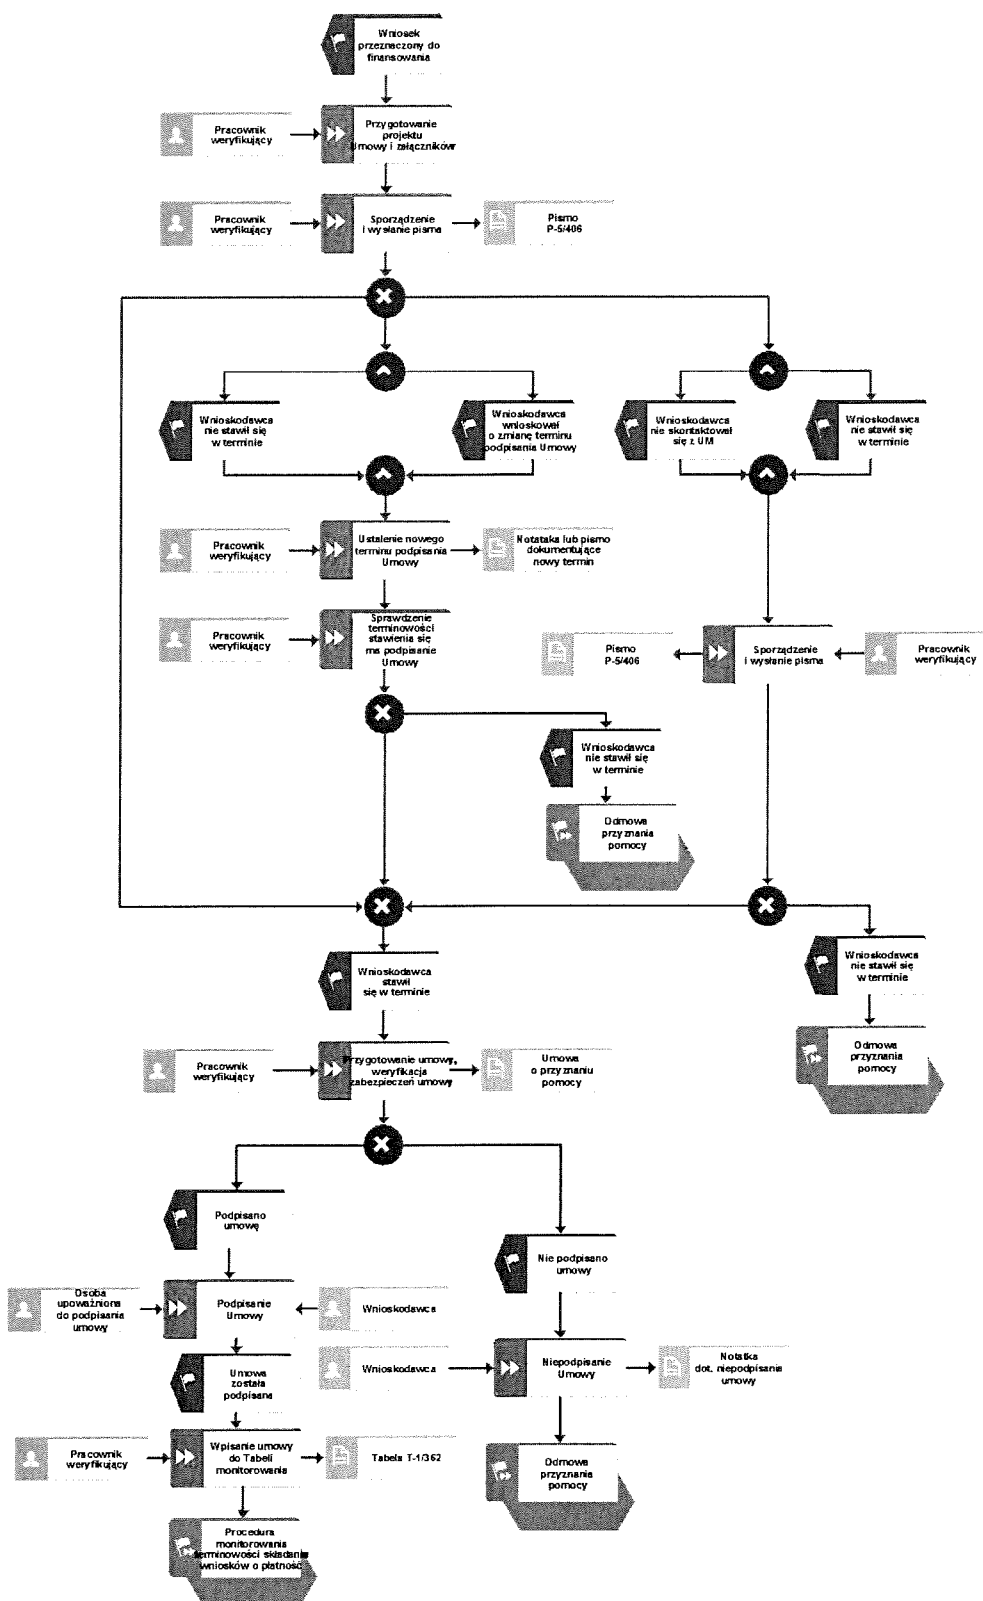 Wniosek
przeznaczony do
finansowania
Pracownik
weryfikujący
Przygotowanie
projektu
Umowy i załączników
Pracownik
weryfikujący
Sporządzenie
i wysłanie pisma
Pismo
P-5/406
Wnioskodawca
nie stawił się
w terminie
Wnioskodawca
wnioskował
o zmianę terminu
podpisania Umowy
Wnioskodawca
nie skontaktował
się z UM
Wnioskodawca
nie stawił się
w terminie
Pracownik
weryfikujący
Ustalenie nowego
terminu podpisania
Umowy
Notataka lub pismo
dokumentujące
nowy termin
Pracownik
weryfikujący
Sprawdzenie
terminowości
stawienia się
ma podpisanie
Umowy
Pismo
P-5/406
Sporządzenie
i wysłanie pisma
Pracownik
weryfikujący
Wnioskodawca
nie stawił się
w terminie
Odmowa
przyznania
pomocy
Wnioskodawca
stawił
się w terminie
Wnioskodawca
nie stawił się
w terminie
Pracownik
weryfikujący
Przygotowanie umowy,
weryfikacja
zabezpieczeń umowy
Umowa
o przyznaniu
pomocy
Odmowa
przyznania
pomocy
Podpisano
umowę
Nie podpisano
umowy
Osoba
upoważniona
do podpisania
umowy
Podpisanie
Umowy
Wnioskodawca
Umowa
została
podpisana
Wnioskodawca
Niepodpisanie
Umowy
Notatka
dot. niepodpisania
umowy
Pracownik
weryfikujący
Wpisanie umowy
do Tabeli
monitorowania
Tabela T-1/362
Odmowa
przyznania
pomocy
Procedura
monitorowania
terminowości składania
wniosków o płatność